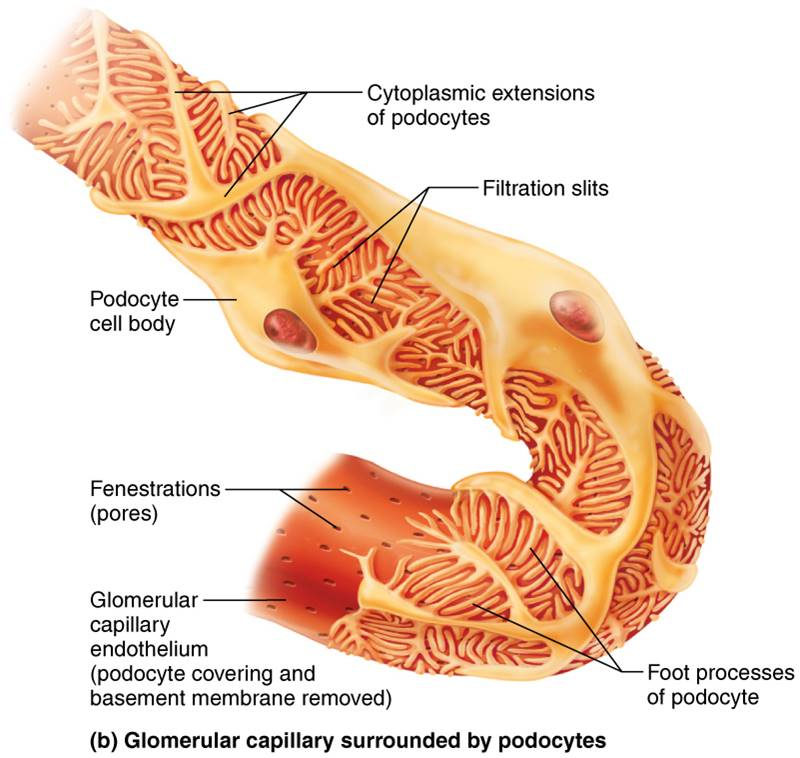 Cytoplasmic extensions
of podocytes
Filtration slits
Podocyte
cell body
Fenestrations
(pores)
Glomerular
capillary
endothelium
(podocyte covering and
basement membrane removed)
Foot processes
of podocyte
(b) Glomerular capillary surrounded by podocytes